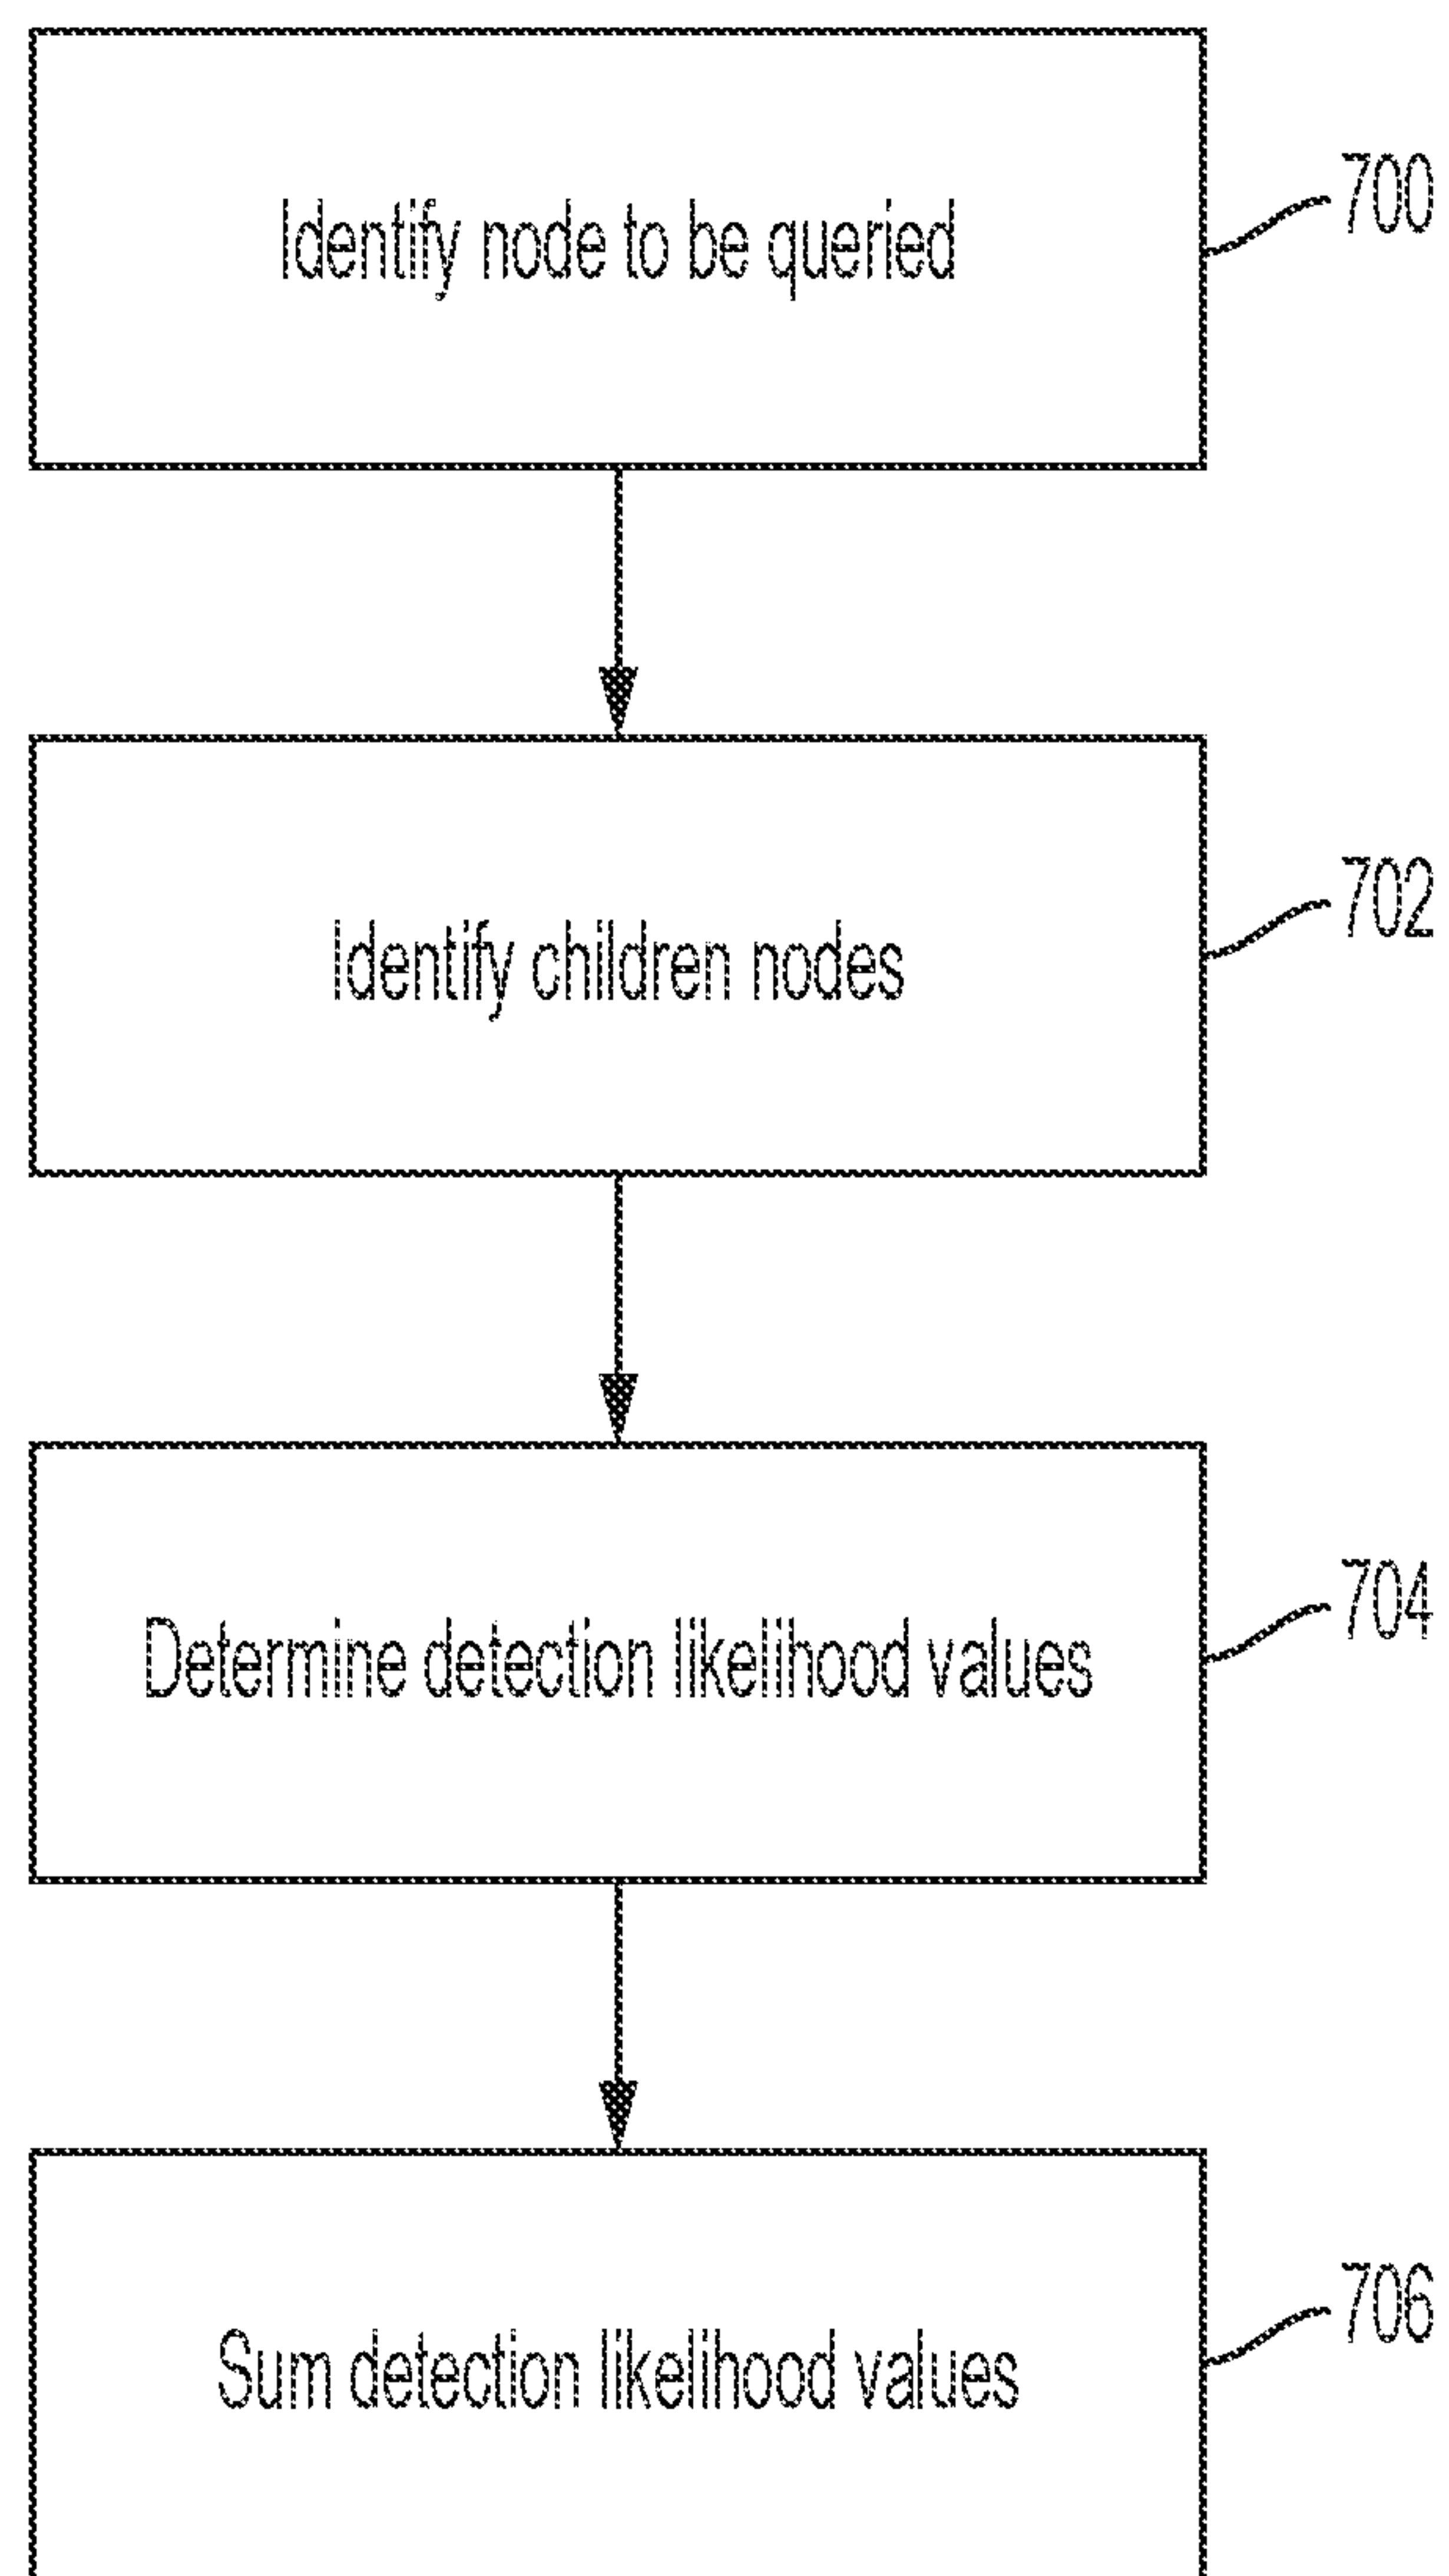 Identify node to be queried
700
Identify children nodes
702
Determine detection likelihood values
704
Sum detection likelihood values
706